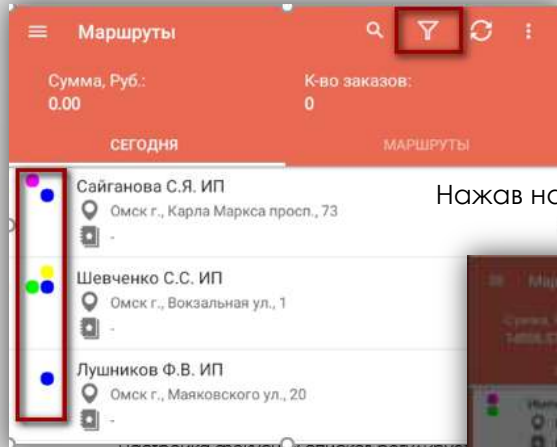 Маршруты
Сумма, Руб.: К-во заказов:
0.00 0
СЕГОДНЯ МАРШРУТЫ
Сайганова С.Я. ИП
Омск г., Карла Маркса просп., 73
-
Нажав
Шевченко С.С. ИП
Омск г., Вокзальная ул., 1
-
Лушников Ф.В. ИП
Омск г., Маяковского ул., 20
-